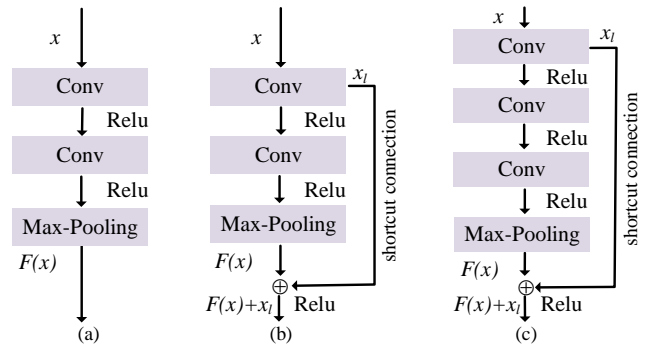 x
Conv
Relu
Conv
Relu
Max-Pooling
F(x)
(a)
x
x_l
Conv
Relu
Conv
Relu
Max-Pooling
F(x)
⊕
F(x)+x_l Relu
shortcut connection
(b)
x
x_l
Conv
Relu
Conv
Relu
Conv
Relu
Max-Pooling
F(x)
⊕
F(x)+x_l Relu
shortcut connection
(c)